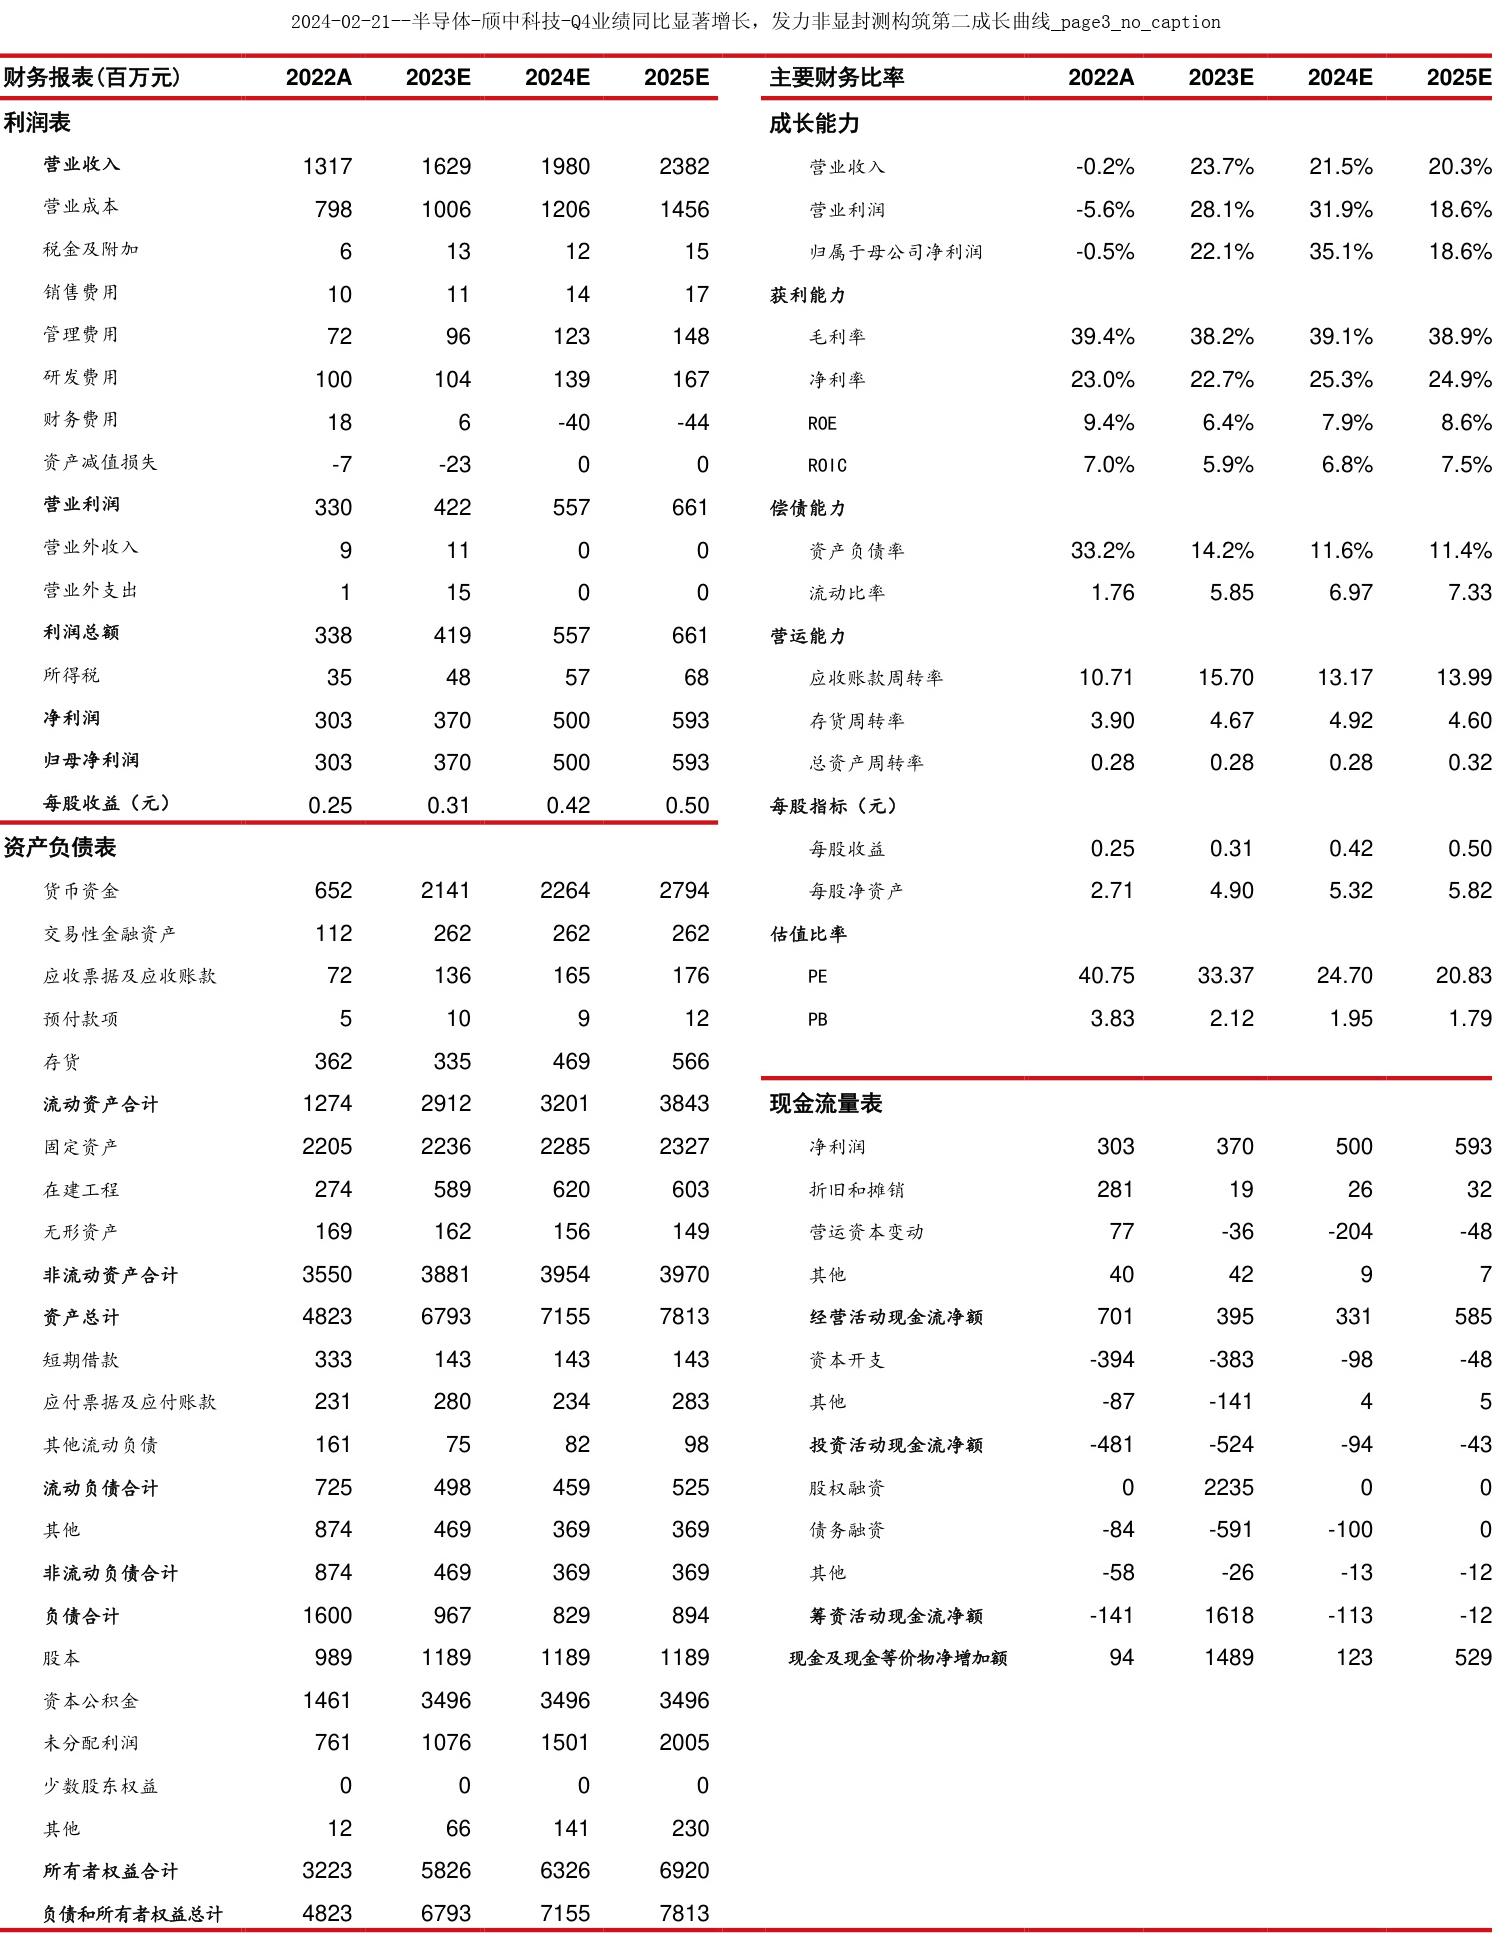 2024-02-21--半导体-颀中科技-Q4业绩同比显著增长，发力非显封测构筑第二成长曲线_page3_no_caption
财务报表(百万元) 2022A 2023E 2024E 2025E
利润表
营业收入 1317 1629 1980 2382
营业成本 798 1006 1206 1456
税金及附加 6 13 12 15
销售费用 10 11 14 17
管理费用 72 96 123 148
研发费用 100 104 139 167
财务费用 18 6 -40 -44
资产减值损失 -7 -23 0 0
营业利润 330 422 557 661
营业外收入 9 11 0 0
营业外支出 1 15 0 0
利润总额 338 419 557 661
所得税 35 48 57 68
净利润 303 370 500 593
归母净利润 303 370 500 593
每股收益（元） 0.25 0.31 0.42 0.50
资产负债表
货币资金 652 2141 2264 2794
交易性金融资产 112 262 262 262
应收票据及应收账款 72 136 165 176
预付款项 5 10 9 12
存货 362 335 469 566
流动资产合计 1274 2912 3201 3843
固定资产 2205 2236 2285 2327
在建工程 274 589 620 603
无形资产 169 162 156 149
非流动资产合计 3550 3881 3954 3970
资产总计 4823 6793 7155 7813
短期借款 333 143 143 143
应付票据及应付账款 231 280 234 283
其他流动负债 161 75 82 98
流动负债合计 725 498 459 525
其他 874 469 369 369
非流动负债合计 874 469 369 369
负债合计 1600 967 829 894
股本 989 1189 1189 1189
资本公积金 1461 3496 3496 3496
未分配利润 761 1076 1501 2005
少数股东权益 0 0 0 0
其他 12 66 141 230
所有者权益合计 3223 5826 6326 6920
负债和所有者权益总计 4823 6793 7155 7813
主要财务比率 2022A 2023E 2024E 2025E
成长能力
营业收入 -0.2% 23.7% 21.5% 20.3%
营业利润 -5.6% 28.1% 31.9% 18.6%
归属于母公司净利润 -0.5% 22.1% 35.1% 18.6%
获利能力
毛利率 39.4% 38.2% 39.1% 38.9%
净利率 23.0% 22.7% 25.3% 24.9%
ROE 9.4% 6.4% 7.9% 8.6%
ROIC 7.0% 5.9% 6.8% 7.5%
偿债能力
资产负债率 33.2% 14.2% 11.6% 11.4%
流动比率 1.76 5.85 6.97 7.33
营运能力
应收账款周转率 10.71 15.70 13.17 13.99
存货周转率 3.90 4.67 4.92 4.60
总资产周转率 0.28 0.28 0.28 0.32
每股指标（元）
每股收益 0.25 0.31 0.42 0.50
每股净资产 2.71 4.90 5.32 5.82
估值比率
PE 40.75 33.37 24.70 20.83
PB 3.83 2.12 1.95 1.79
现金流量表
净利润 303 370 500 593
折旧和摊销 281 19 26 32
营运资本变动 77 -36 -204 -48
其他 40 42 9 7
经营活动现金流净额 701 395 331 585
资本开支 -394 -383 -98 -48
其他 -87 -141 4 5
投资活动现金流净额 -481 -524 -94 -43
股权融资 0 2235 0 0
债务融资 -84 -591 -100 0
其他 -58 -26 -13 -12
筹资活动现金流净额 -141 1618 -113 -12
现金及现金等价物净增加额 94 1489 123 529